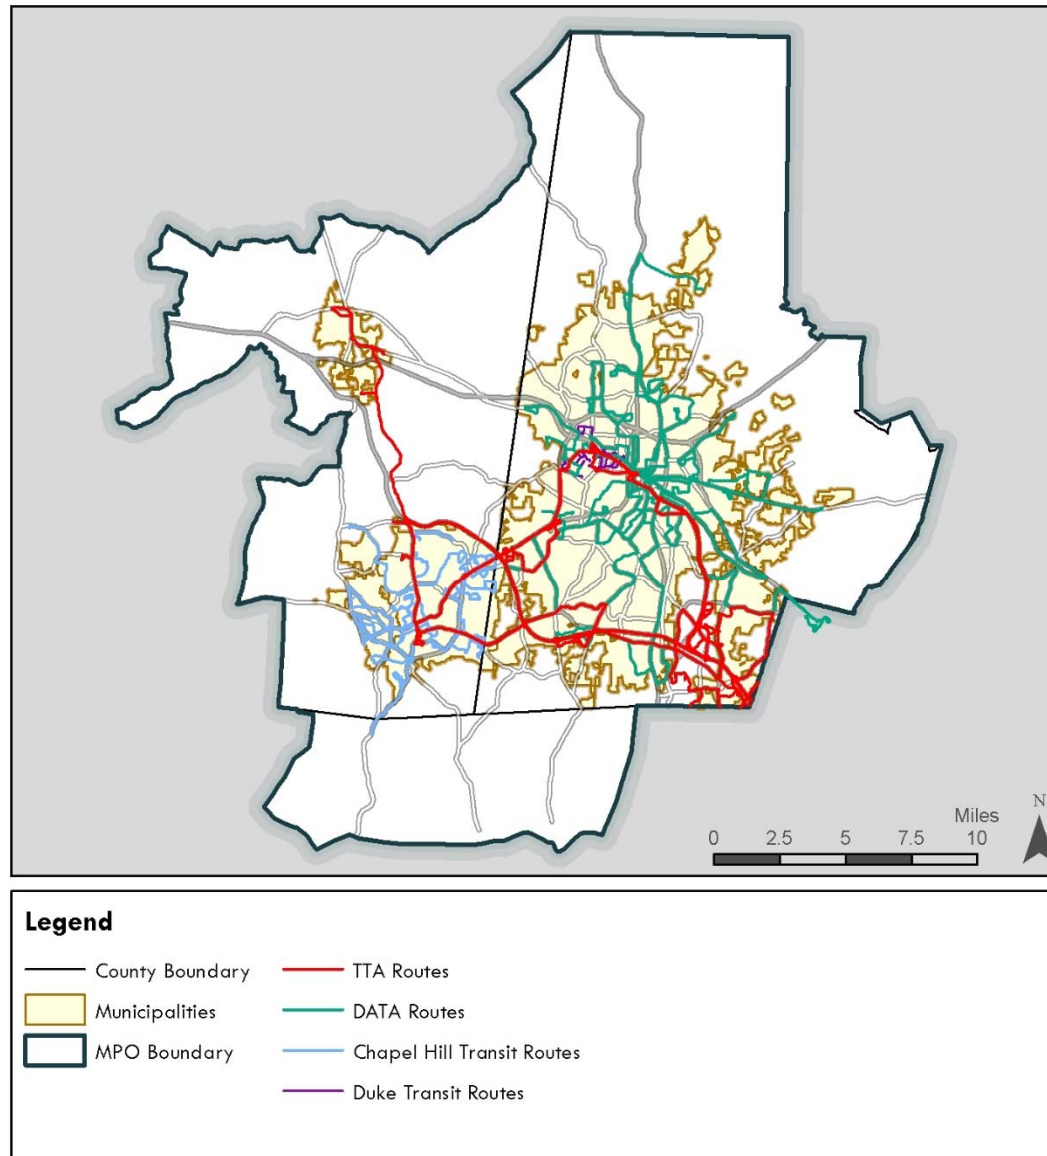 N
Miles
0 2.5 5 7.5 10
Legend
County Boundary
Municipalities
MPO Boundary
TTA Routes
DATA Routes
Chapel Hill Transit Routes
Duke Transit Routes